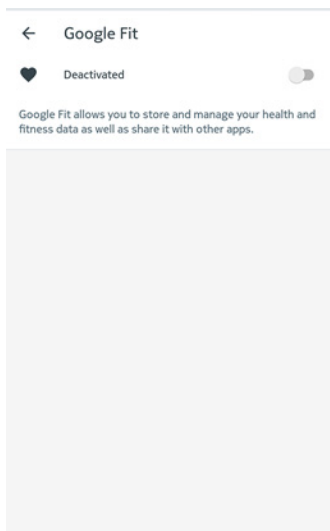 Google Fit
Deactivated
Google Fit allows you to store and manage your health and
fitness data as well as share it with other apps.